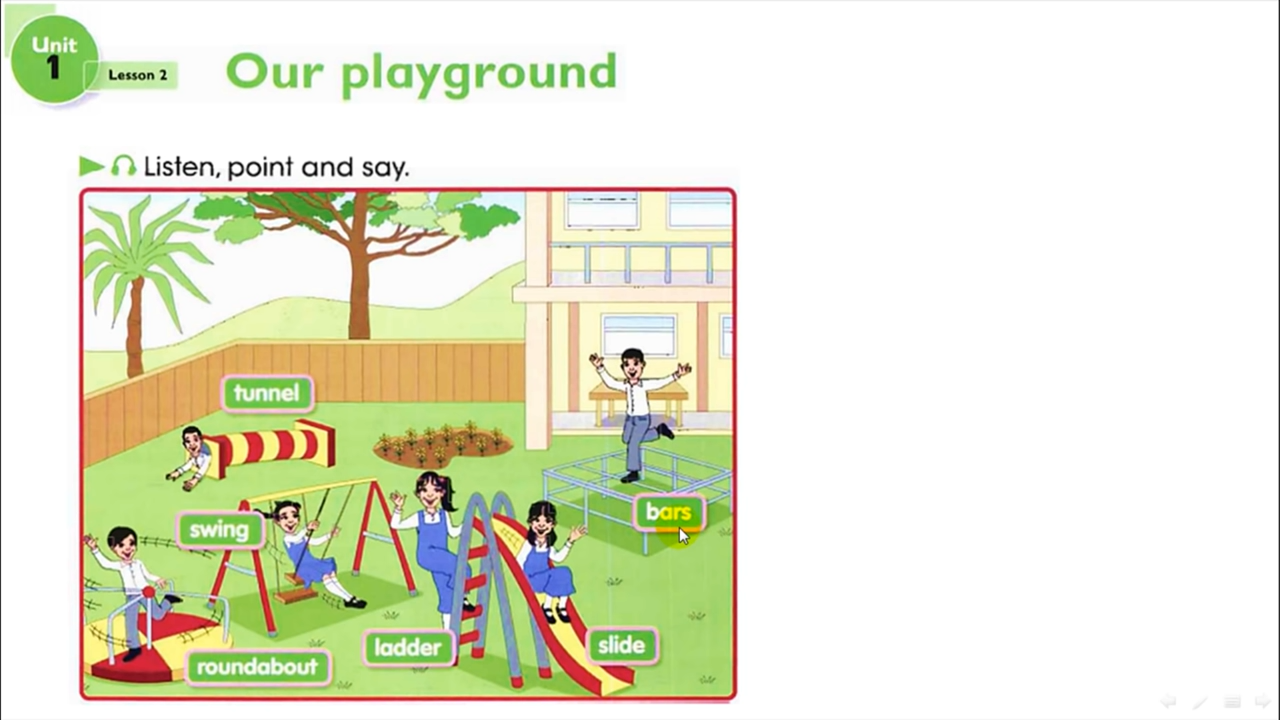 Unit
1
Lesson 2
Our playground
Listen, point and say.
tunnel
swing
bars
ladder
slide
roundabout